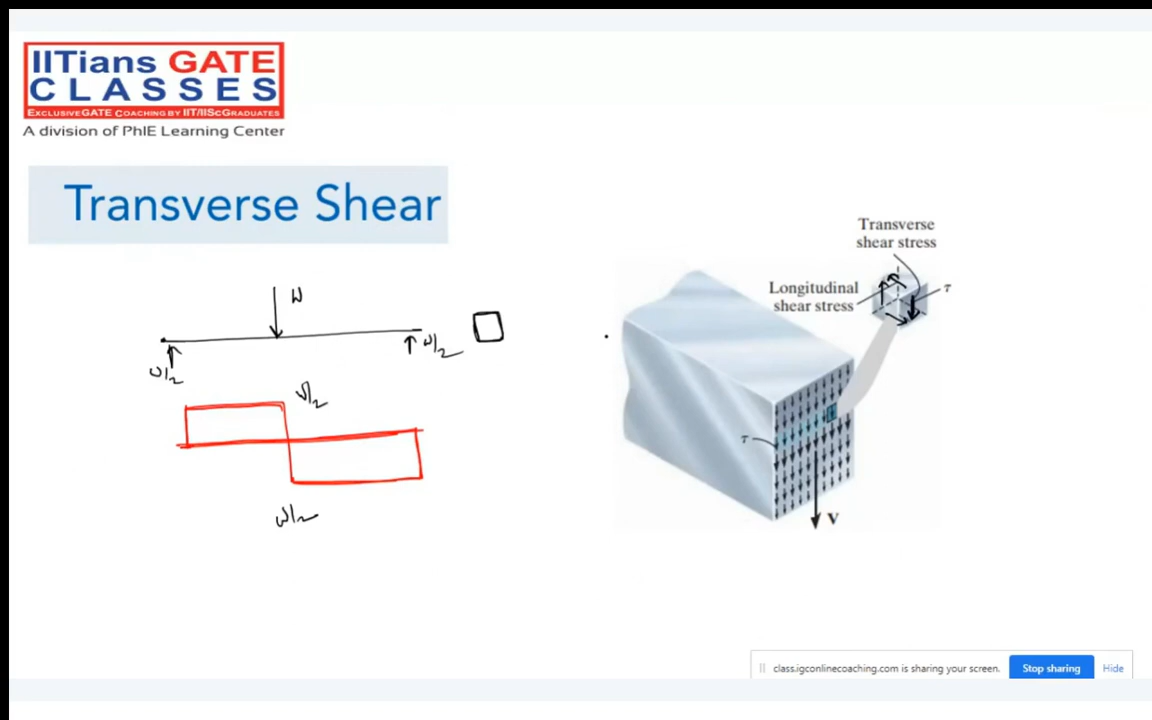 IITians GATE
CLASSES
EXCLUSIVE GATE COACHING BY IIT/IISC GRADUATES
A division of PhIE Learning Center
Transverse Shear
W
W/2
W/2
W/2
W/2
Transverse
shear stress
Longitudinal
shear stress
τ
τ
V
class.igconlinecoaching.com is sharing your screen.
Stop sharing
Hide